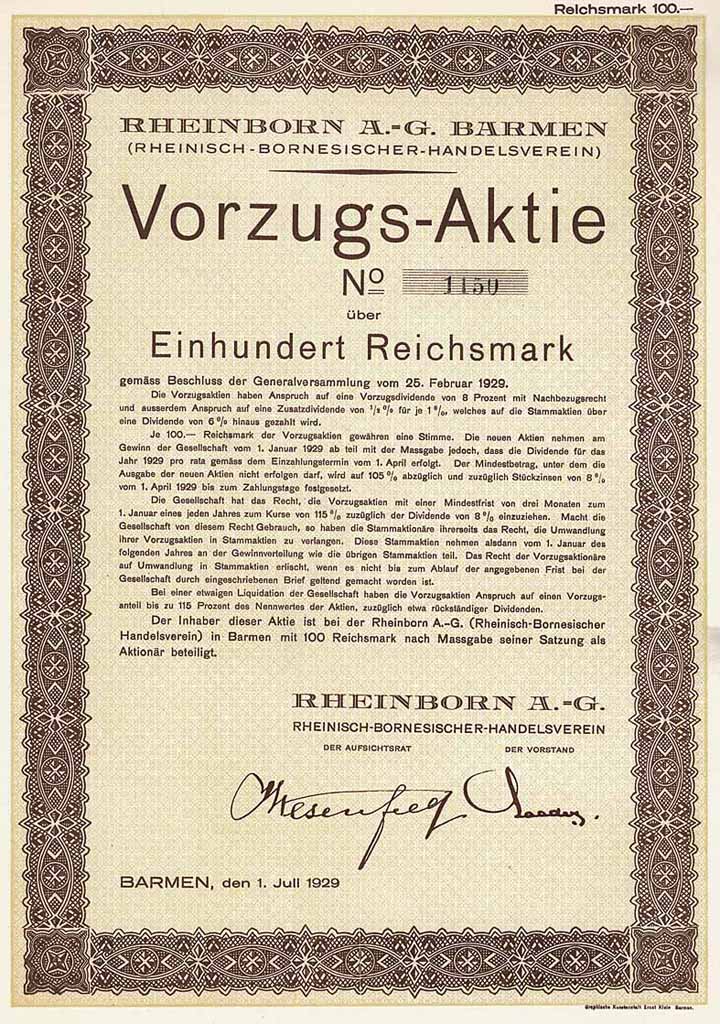 Reichsmark 100.—
RHEINBORN A.=G. BARMEN
(RHEINISCH-BORNESISCHER-HANDELSVEREIN)
Vorzugs-Aktie
No 1150
über
Einhundert Reichsmark
gemäss Beschluss der Generalversammlung vom 25. Februar 1929.
Die Vorzugsaktien haben Anspruch auf eine Vorzugsdividende von 8 Prozent mit Nachbezugsrecht
und ausserdem Anspruch auf eine Zusatzdividende von 1/2 % für je 1 %, welches auf die Stammaktien über
eine Dividende von 6 % hinaus gezahlt wird.
Je 100.— Reichsmark der Vorzugsaktien gewähren eine Stimme. Die neuen Aktien nehmen am
Gewinn der Gesellschaft vom 1. Januar 1929 ab teil mit der Massgabe jedoch, dass die Dividende für das
Jahr 1929 pro rata gemäss dem Einzahlungstermin vom 1. April erfolgt. Der Mindestbetrag, unter dem die
Ausgabe der neuen Aktien nicht erfolgen darf, wird auf 105 % abzüglich und zuzüglich Stückzinsen von 8 %
vom 1. April 1929 bis zum Zahlungstage festgesetzt.
Die Gesellschaft hat das Recht, die Vorzugsaktien mit einer Mindestfrist von drei Monaten zum
1. Januar eines jeden Jahres zum Kurse von 115 % zuzüglich der Dividende von 8 % einzuziehen. Macht die
Gesellschaft von diesem Recht Gebrauch, so haben die Stammaktionäre ihrerseits das Recht, die Umwandlung
ihrer Vorzugsaktien in Stammaktien zu verlangen. Diese Stammaktien nehmen alsdann vom 1. Januar des
folgenden Jahres an der Gewinnverteilung wie die übrigen Stammaktien teil. Das Recht der Vorzugsaktionäre
auf Umwandlung in Stammaktien erlischt, wenn es nicht bis zum Ablauf der angegebenen Frist bei der
Gesellschaft durch eingeschriebenen Brief geltend gemacht worden ist.
Bei einer etwaigen Liquidation der Gesellschaft haben die Vorzugsaktien Anspruch auf einen Vorzugs-
anteil bis zu 115 Prozent des Nennwertes der Aktien, zuzüglich etwa rückständiger Dividenden.
Der Inhaber dieser Aktie ist bei der Rheinborn A.-G. (Rheinisch-Bornesischer
Handelsverein) in Barmen mit 100 Reichsmark nach Massgabe seiner Satzung als
Aktionär beteiligt.
RHEINBORN A.=G.
RHEINISCH-BORNESISCHER-HANDELSVEREIN
DER AUFSICHTSRAT DER VORSTAND
BARMEN, den 1. Juli 1929
Graphische Kunstanstalt Ernst Klein Barmen.